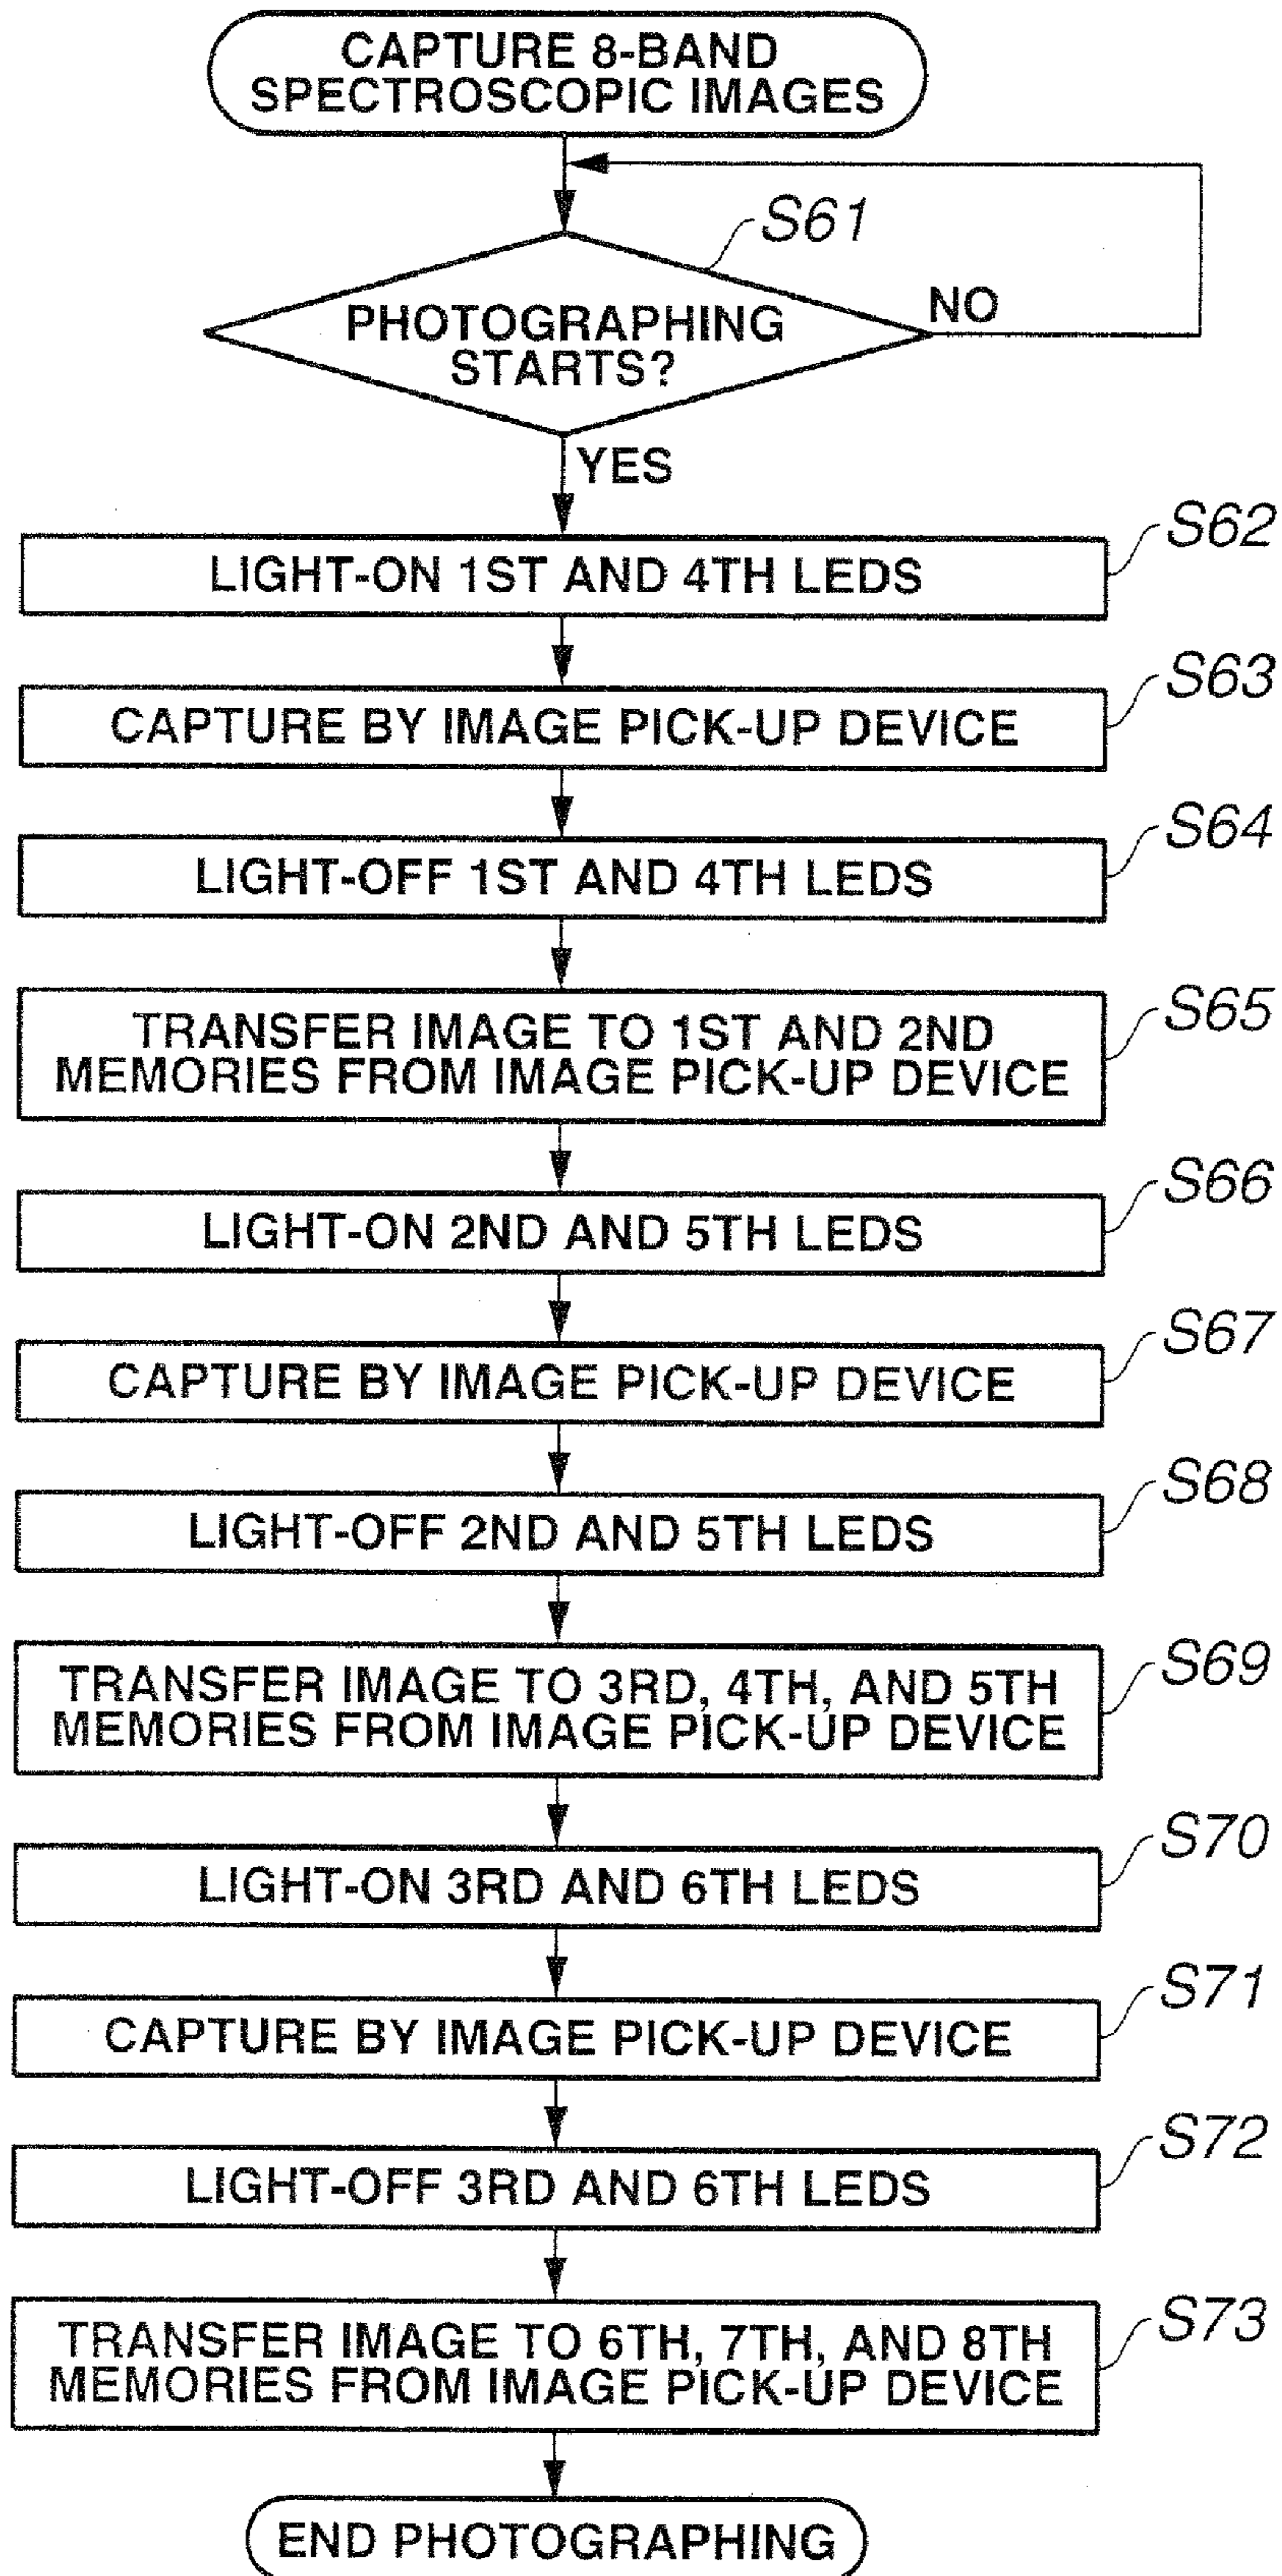 CAPTURE 8-BAND
SPECTROSCOPIC IMAGES
S61
PHOTOGRAPHING
STARTS?
NO
YES
S62
LIGHT-ON 1ST AND 4TH LEDS
S63
CAPTURE BY IMAGE PICK-UP DEVICE
S64
LIGHT-OFF 1ST AND 4TH LEDS
S65
TRANSFER IMAGE TO 1ST AND 2ND
MEMORIES FROM IMAGE PICK-UP DEVICE
S66
LIGHT-ON 2ND AND 5TH LEDS
S67
CAPTURE BY IMAGE PICK-UP DEVICE
S68
LIGHT-OFF 2ND AND 5TH LEDS
S69
TRANSFER IMAGE TO 3RD, 4TH, AND 5TH
MEMORIES FROM IMAGE PICK-UP DEVICE
S70
LIGHT-ON 3RD AND 6TH LEDS
S71
CAPTURE BY IMAGE PICK-UP DEVICE
S72
LIGHT-OFF 3RD AND 6TH LEDS
S73
TRANSFER IMAGE TO 6TH, 7TH, AND 8TH
MEMORIES FROM IMAGE PICK-UP DEVICE
END PHOTOGRAPHING